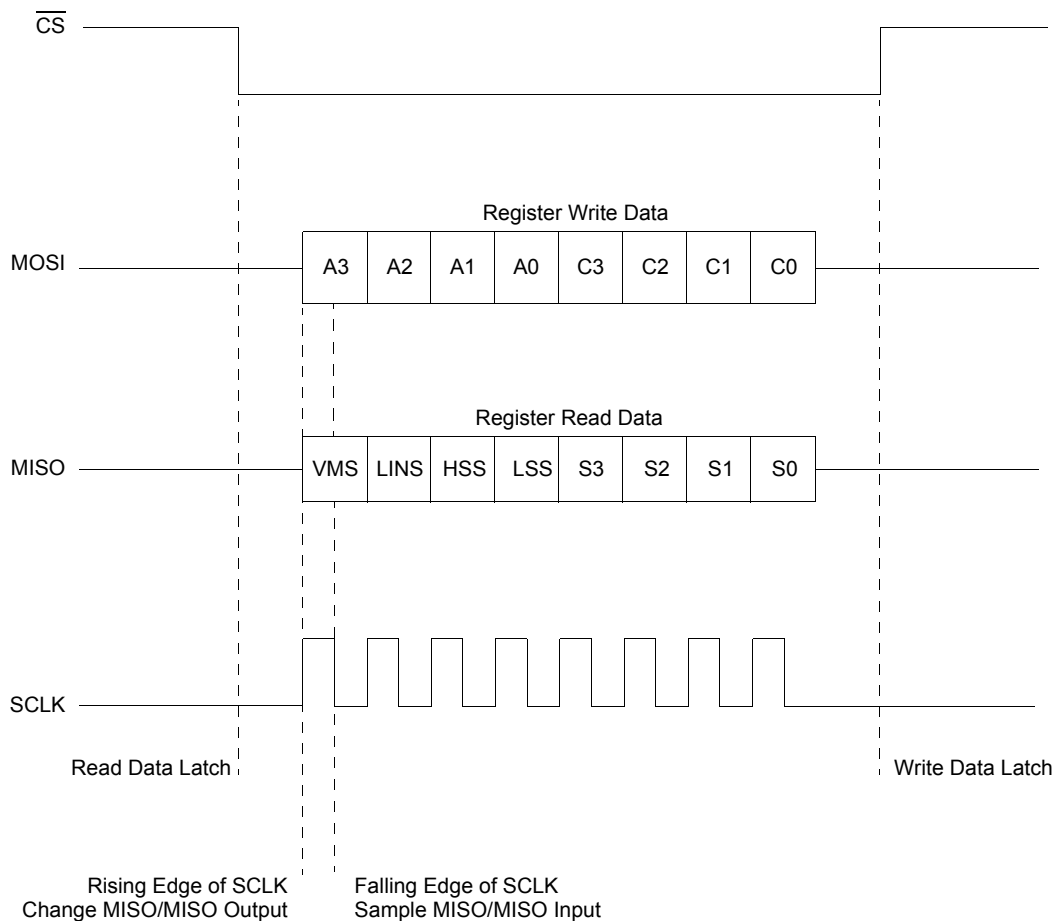 CS
Register Write Data
MOSI
A3 A2 A1 A0 C3 C2 C1 C0
Register Read Data
MISO
VMS LINS HSS LSS S3 S2 S1 S0
SCLK
Read Data Latch
Write Data Latch
Rising Edge of SCLK
Change MISO/MISO Output
Falling Edge of SCLK
Sample MISO/MISO Input